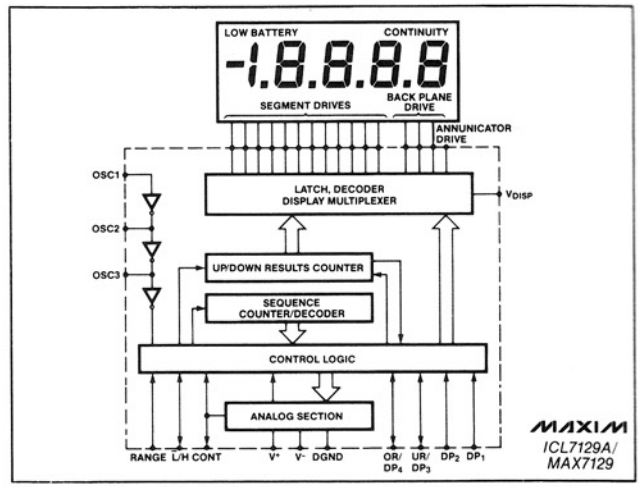 LOW BATTERY CONTINUITY
-1.8.8.8.8
SEGMENT DRIVES
BACK PLANE
DRIVE
ANNUNICATOR
DRIVE
OSC1
LATCH, DECODER
DISPLAY MULTIPLEXER
VDISP
OSC2
UP/DOWN RESULTS COUNTER
OSC3
SEQUENCE
COUNTER/DECODER
CONTROL LOGIC
ANALOG SECTION
RANGE L̅/H CONT V+ V- DGND OR/ UR/ DP2 DP1
DP4 DP3
MAXIM
ICL7129A/
MAX7129